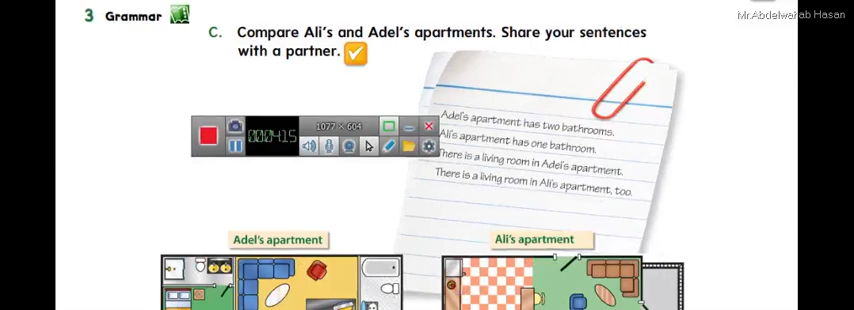 Mr.Abdelwahab Hasan
3 Grammar
C. Compare Ali's and Adel's apartments. Share your sentences
with a partner.
1077 × 604
000415
Adel's apartment has two bathrooms.
Ali's apartment has one bathroom.
There is a living room in Adel's apartment.
There is a living room in Ali's apartment, too.
Adel's apartment
Ali's apartment